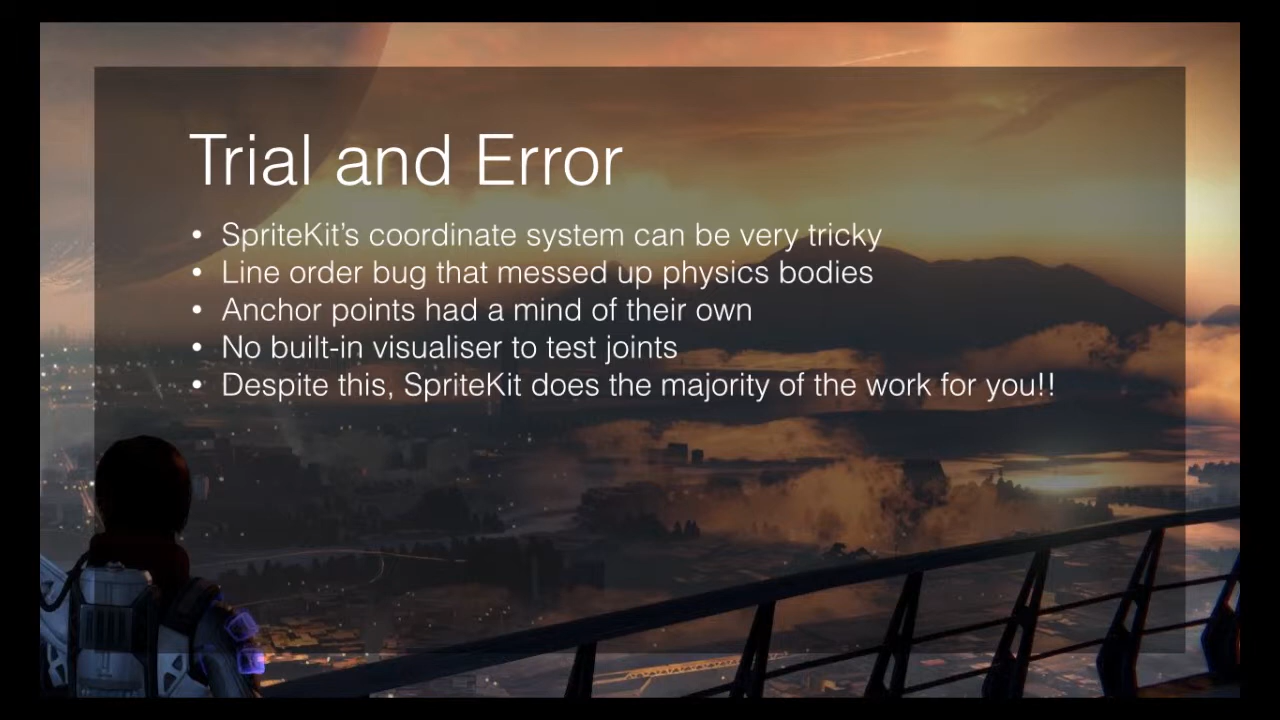 Trial and Error
• SpriteKit’s coordinate system can be very tricky
• Line order bug that messed up physics bodies
• Anchor points had a mind of their own
• No built-in visualiser to test joints
• Despite this, SpriteKit does the majority of the work for you!!